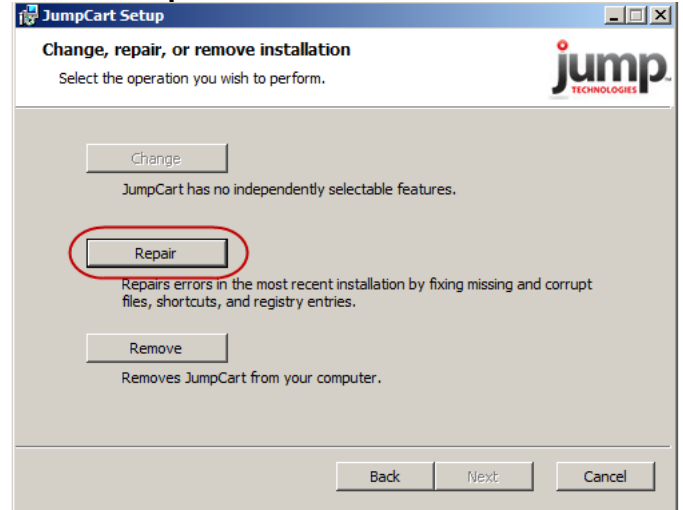 JumpCart Setup
Change, repair, or remove installation
Select the operation you wish to perform.
jump
TECHNOLOGIES
Change
JumpCart has no independently selectable features.
Repair
Repairs errors in the most recent installation by fixing missing and corrupt
files, shortcuts, and registry entries.
Remove
Removes JumpCart from your computer.
Back
Next
Cancel